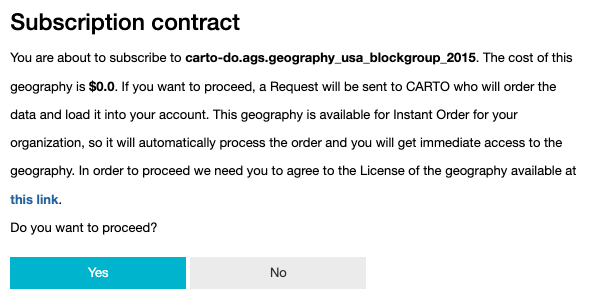 Subscription contract
You are about to subscribe to carto-do.ags.geography_usa_blockgroup_2015. The cost of this
geography is $0.0. If you want to proceed, a Request will be sent to CARTO who will order the
data and load it into your account. This geography is available for Instant Order for your
organization, so it will automatically process the order and you will get immediate access to the
geography. In order to proceed we need you to agree to the License of the geography available at
this link.
Do you want to proceed?
Yes No